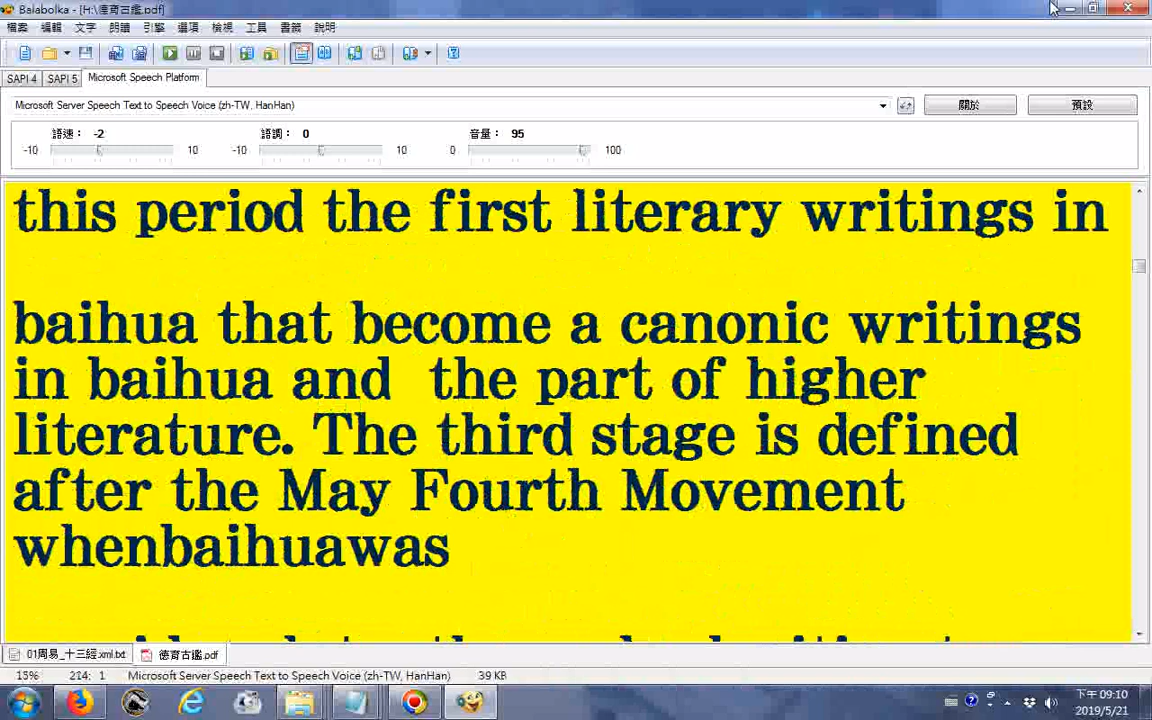 Balabolka - [H:\德育古鑑.pdf]
檔案 編輯 文字 朗讀 引擎 選項 檢視 工具 書籤 說明
SAPI 4 SAPI 5 Microsoft Speech Platform
Microsoft Server Speech Text to Speech Voice (zh-TW, HanHan) 關於 預設
語速： -2 語調： 0 音量： 95
-10 10 -10 10 0 100
this period the first literary writings in
baihua that become a canonic writings
in baihua and the part of higher
literature. The third stage is defined
after the May Fourth Movement
whenbaihuawas
01周易_十三經.xml.txt 德育古鑑.pdf
15% 214: 1 Microsoft Server Speech Text to Speech Voice (zh-TW, HanHan) 39 KB
下午 09:10
2019/5/21